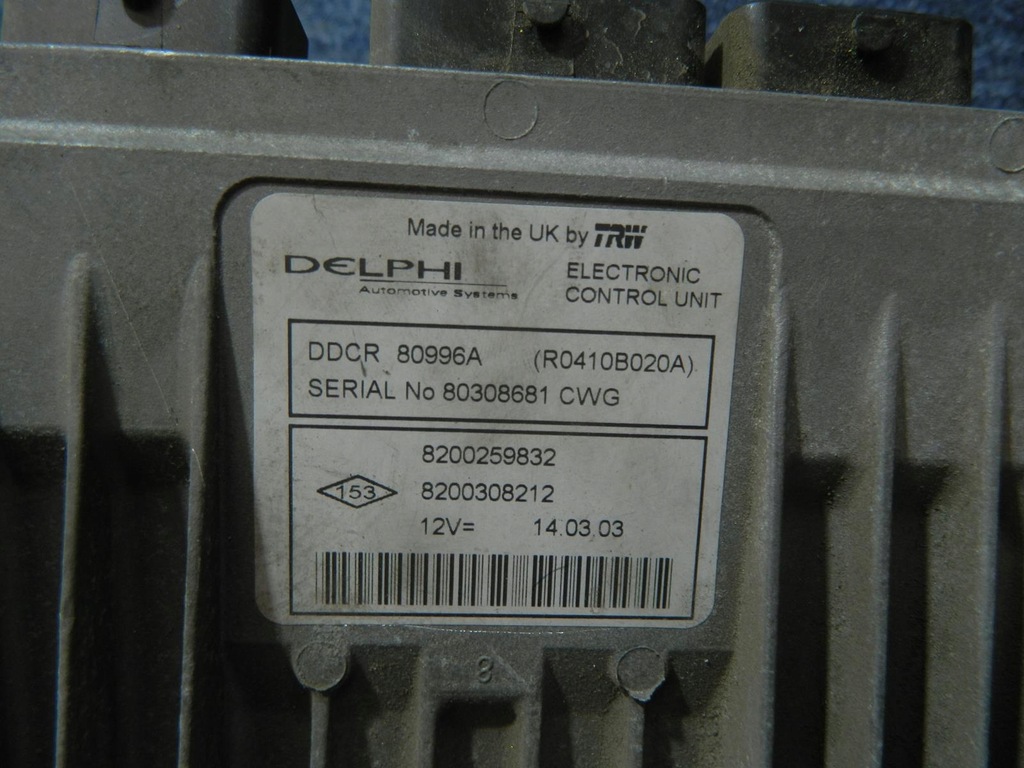 Made in the UK by TRW
DELPHI
Automotive Systems
ELECTRONIC
CONTROL UNIT
DDCR 80996A (R0410B020A)
SERIAL No 80308681 CWG
8200259832
153 8200308212
12V= 14.03.03
8